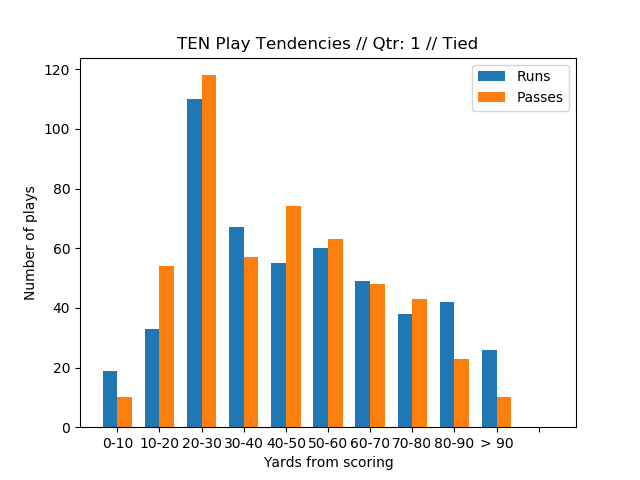 TEN Play Tendencies // Qtr: 1 // Tied
Runs
Passes
Number of plays
120
100
80
60
40
20
0
0-10 10-20 20-30 30-40 40-50 50-60 60-70 70-80 80-90 > 90
Yards from scoring